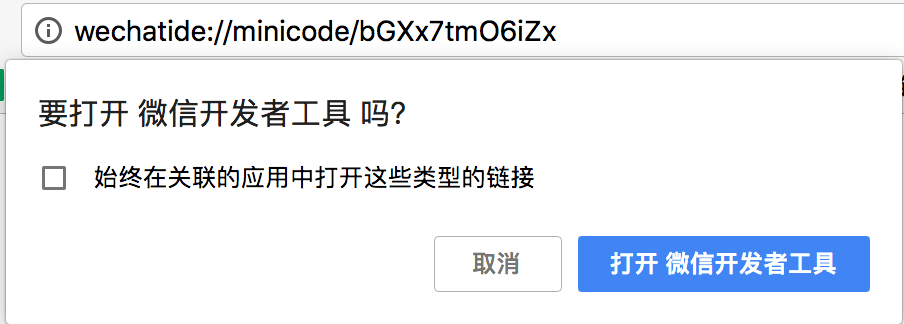 wechatide://minicode/bGXx7tmO6iZx
要打开 微信开发者工具 吗?
始终在关联的应用中打开这些类型的链接
取消
打开 微信开发者工具